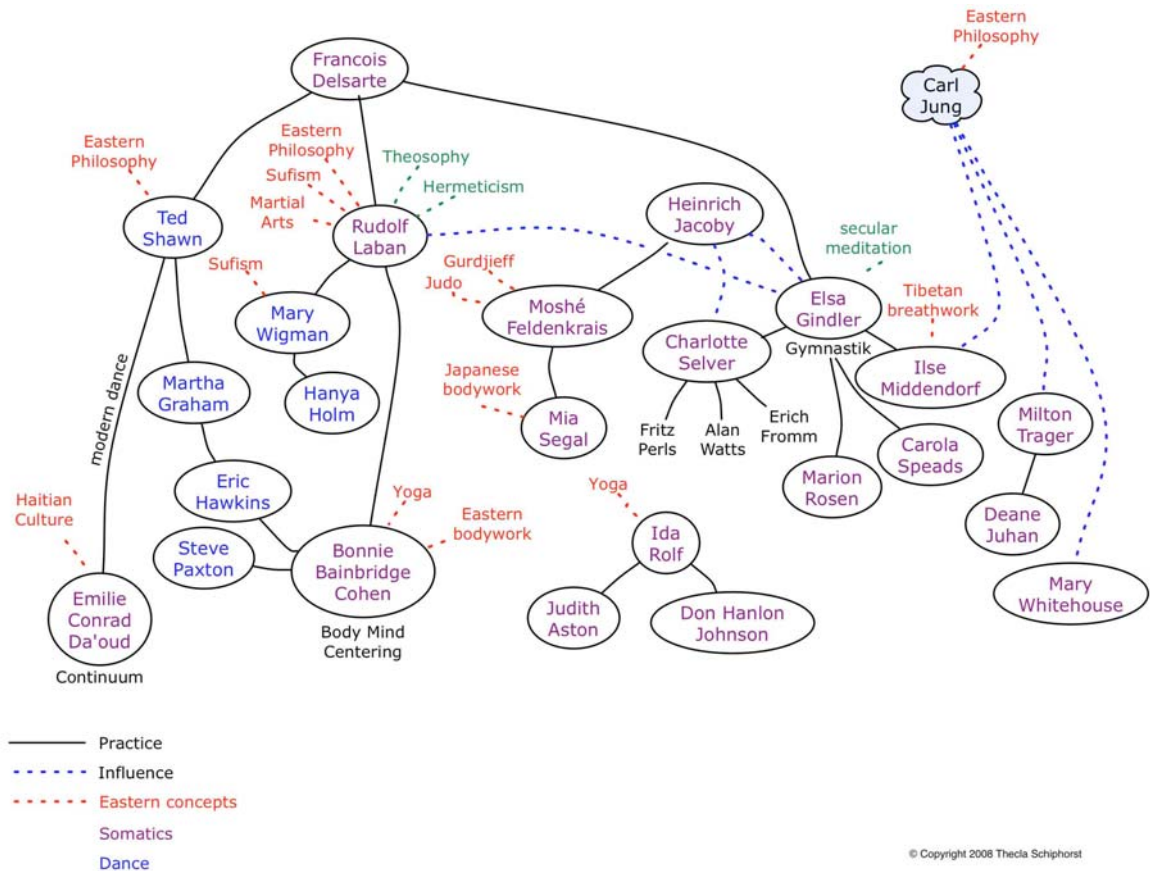 Eastern
Philosophy
Francois
Delsarte
Carl
Jung
Eastern
Philosophy
Eastern
Philosophy
Theosophy
Sufism
Hermeticism
Martial
Arts
Ted
Shawn
Rudolf
Laban
Heinrich
Jacoby
secular
meditation
Sufism
Gurdjieff
Judo
Mary
Wigman
Moshé
Feldenkrais
Elsa
Gindler
Tibetan
breathwork
Charlotte
Selver
Gymnastik
Ilse
Middendorf
Martha
Graham
Hanya
Holm
Japanese
bodywork
Mia
Segal
Fritz
Perls
Alan
Watts
Erich
Fromm
Milton
Trager
modern dance
Carola
Speads
Marion
Rosen
Eric
Hawkins
Haitian
Culture
Yoga
Eastern
bodywork
Yoga
Ida
Rolf
Deane
Juhan
Steve
Paxton
Bonnie
Bainbridge
Cohen
Emilie
Conrad
Da'oud
Judith
Aston
Don Hanlon
Johnson
Mary
Whitehouse
Body Mind
Centering
Continuum
Practice
Influence
Eastern concepts
Somatics
Dance
© Copyright 2008 Thecla Schiphorst